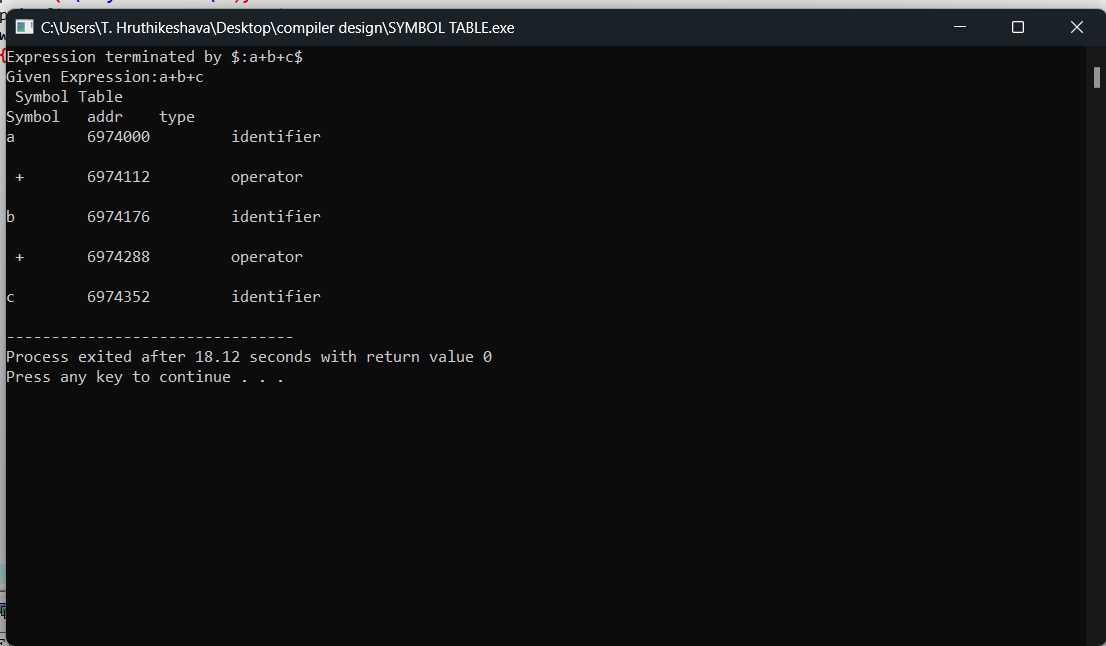 C:\Users\T. Hruthikeshava\Desktop\compiler design\SYMBOL TABLE.exe
Expression terminated by $:a+b+c$
Given Expression:a+b+c
Symbol Table
Symbol addr type
a 6974000 identifier
+ 6974112 operator
b 6974176 identifier
+ 6974288 operator
c 6974352 identifier
--------------------------------
Process exited after 18.12 seconds with return value 0
Press any key to continue . . .